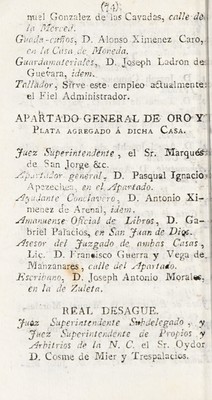 (74)
nuel Gonzalez de las Cavadas, calle de
la Merced.
Guarda-cuños, D. Alonso Ximenez Caro,
en la Casa de Moneda.
Guardamateriales, D. Joseph Ladron de
Guevara, idem.
Tallador, Sirve este empleo actualmente
el Fiel Administrador.
APARTADO GENERAL DE ORO Y
PLATA AGREGADO Á DICHA CASA.
Juez Superintendente, el Sr. Marqués
de San Jorge &c.
Apartador general, D. Pasqual Ignacio
Apezechea, en el Apartado.
Ayudante Conclavero, D. Antonio Xi-
menez de Arenal, idem.
Amanuense Oficial de Libros, D. Ga-
briel Palacios, en San Juan de Dios.
Asesor del Juzgado de ambas Casas,
Lic. D. Francisco Guerra y Vega de
Manzanares, calle del Apartado.
Escribano, D. Joseph Antonio Morales,
en la de Zuleta.
REAL DESAGUE.
Juez Superintendente Subdelegado, y
Juez Superintendente de Propios y
Arbitrios de la N. C. el Sr. Oydor
D. Cosme de Mier y Trespalacios.